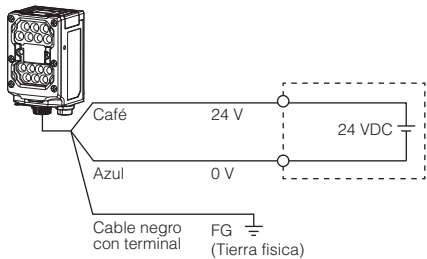 Café 24 V
24 VDC
Azul 0 V
Cable negro
con terminal
FG
(Tierra fisica)